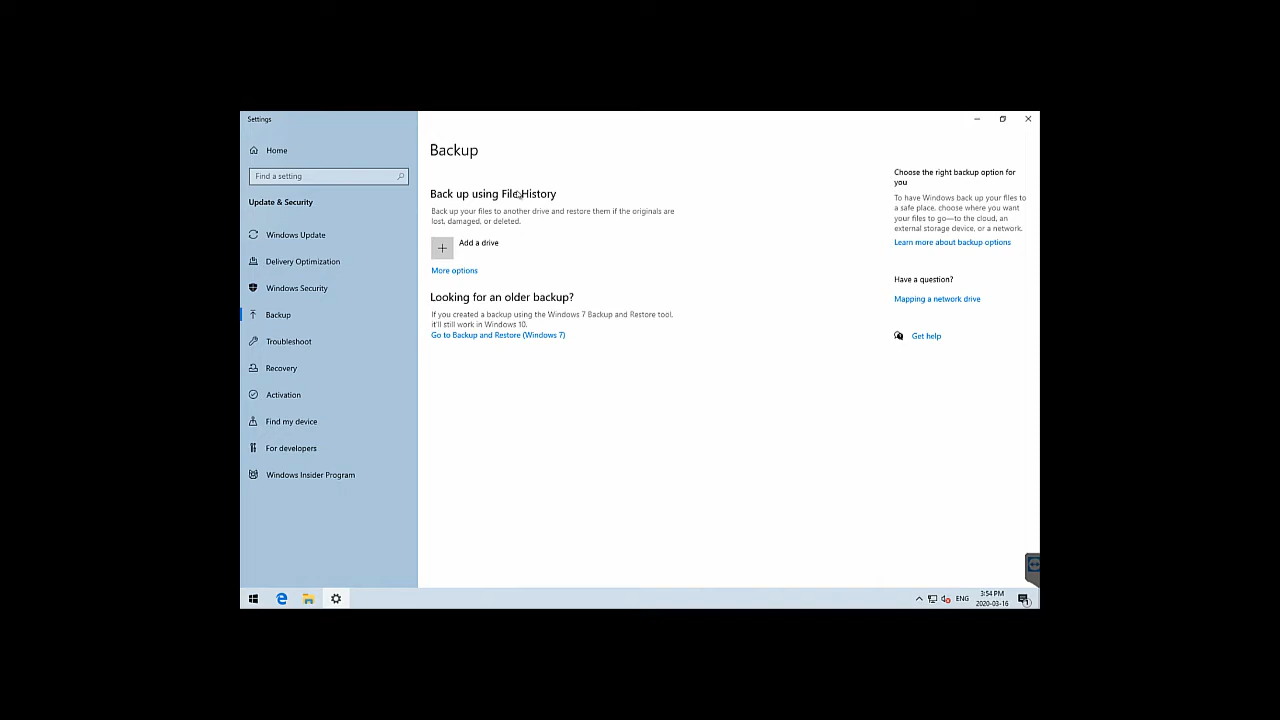 Settings
Home
Find a setting
Update & Security
Windows Update
Delivery Optimization
Windows Security
Backup
Troubleshoot
Recovery
Activation
Find my device
For developers
Windows Insider Program
Backup
Back up using File History
Back up your files to another drive and restore them if the originals are
lost, damaged, or deleted.
Add a drive
More options
Looking for an older backup?
If you created a backup using the Windows 7 Backup and Restore tool,
it'll still work in Windows 10.
Go to Backup and Restore (Windows 7)
Choose the right backup option for
you
To have Windows back up your files to
a safe place, choose where you want
your files to go—to the cloud, an
external storage device, or a network.
Learn more about backup options
Have a question?
Mapping a network drive
Get help
ENG
3:54 PM
2020-03-16
1